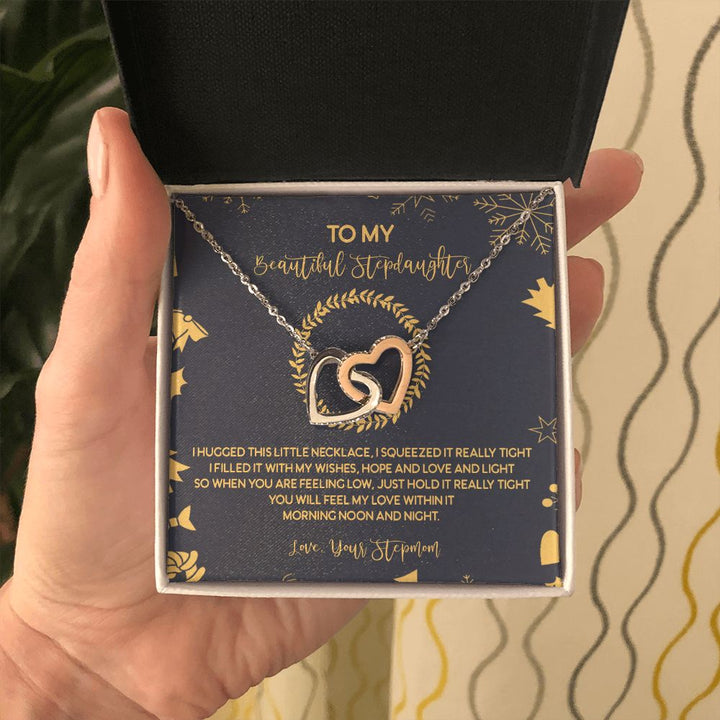 TO MY
Beautiful Stepdaughter
I HUGGED THIS LITTLE NECKLACE, I SQUEEZED IT REALLY TIGHT
I FILLED IT WITH MY WISHES, HOPE AND LOVE AND LIGHT
SO WHEN YOU ARE FEELING LOW, JUST HOLD IT REALLY TIGHT
YOU WILL FEEL MY LOVE WITHIN IT
MORNING NOON AND NIGHT.
Love, Your Stepmom